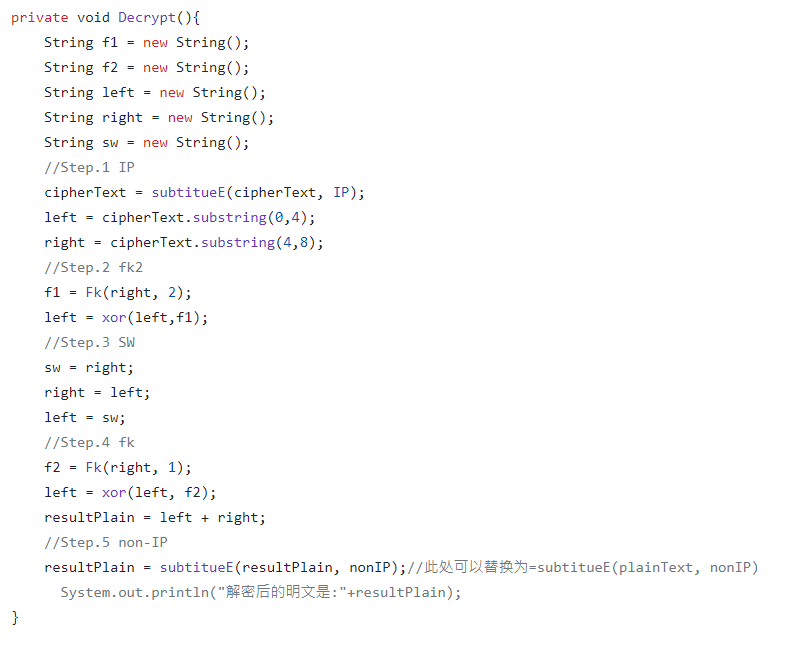 private void Decrypt(){
    String f1 = new String();
    String f2 = new String();
    String left = new String();
    String right = new String();
    String sw = new String();
    //Step.1 IP
    cipherText = subtitueE(cipherText, IP);
    left = cipherText.substring(0,4);
    right = cipherText.substring(4,8);
    //Step.2 fk2
    f1 = Fk(right, 2);
    left = xor(left,f1);
    //Step.3 SW
    sw = right;
    right = left;
    left = sw;
    //Step.4 fk
    f2 = Fk(right, 1);
    left = xor(left, f2);
    resultPlain = left + right;
    //Step.5 non-IP
    resultPlain = subtitueE(resultPlain, nonIP);//此处可以替换为=subtitueE(plainText, nonIP)
      System.out.println("解密后的明文是:"+resultPlain);
}